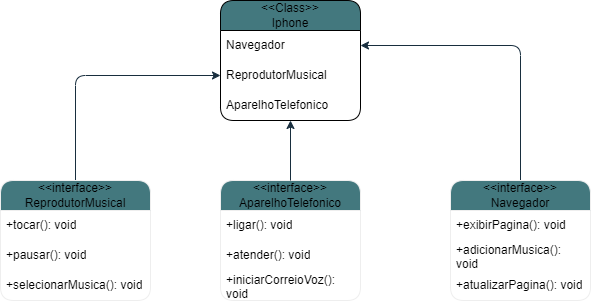 <<Class>>
Iphone
Navegador
ReprodutorMusical
AparelhoTelefonico
<<interface>>
ReprodutorMusical
+tocar(): void
+pausar(): void
+selecionarMusica(): void
<<interface>>
AparelhoTelefonico
+ligar(): void
+atender(): void
+iniciarCorreioVoz():
void
<<interface>>
Navegador
+exibirPagina(): void
+adicionarMusica():
void
+atualizarPagina(): void